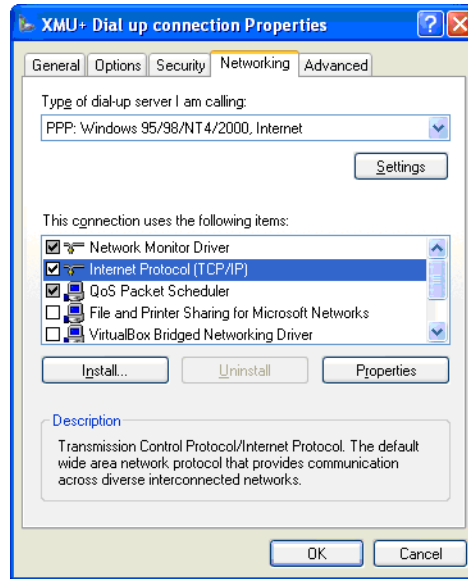 XMU+ Dial up connection Properties
General Options Security Networking Advanced
Type of dial-up server I am calling:
PPP: Windows 95/98/NT4/2000, Internet
Settings
This connection uses the following items:
Network Monitor Driver
Internet Protocol (TCP/IP)
QoS Packet Scheduler
File and Printer Sharing for Microsoft Networks
VirtualBox Bridged Networking Driver
Install... Uninstall Properties
Description
Transmission Control Protocol/Internet Protocol. The default
wide area network protocol that provides communication
across diverse interconnected networks.
OK Cancel